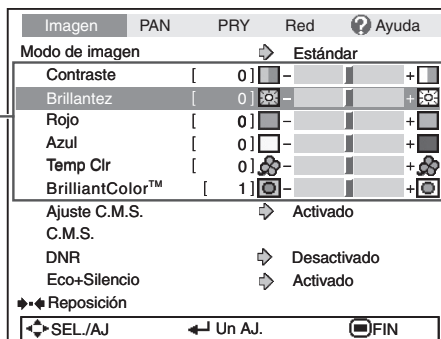 Imagen PAN PRY Red ? Ayuda
Modo de imagen Estándar
Contraste [ 0 ] - +
Brillantez [ 0 ] - +
Rojo [ 0 ] - +
Azul [ 0 ] - +
Temp Clr [ 0 ] - +
BrilliantColor™ [ 1 ] - +
Ajuste C.M.S. Activado
C.M.S.
DNR Desactivado
Eco+Silencio Activado
Reposición
SEL./AJ Un AJ. FIN